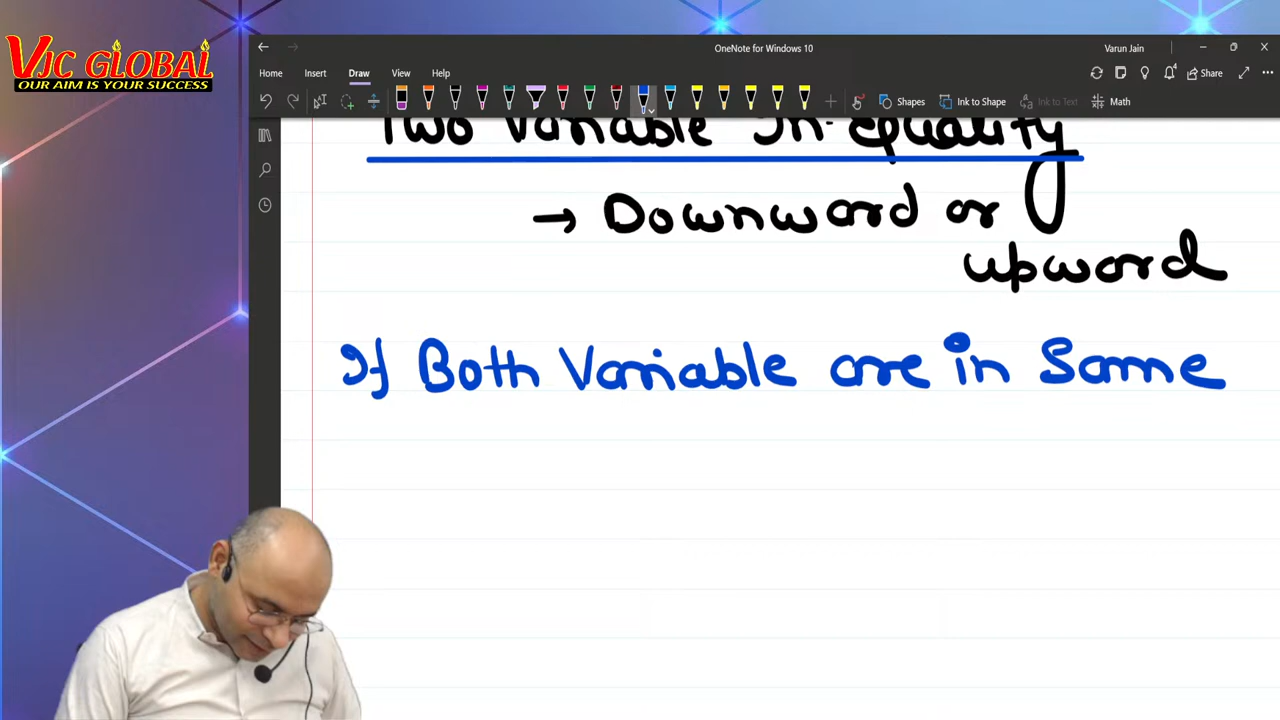 VJC GLOBAL
OUR AIM IS YOUR SUCCESS
OneNote for Windows 10
Varun Jain
Home Insert Draw View Help
Shapes Ink to Shape Ink to Text Math
Share
Two Variable In-equality
→ Downward or
upward
If Both Variable are in Same